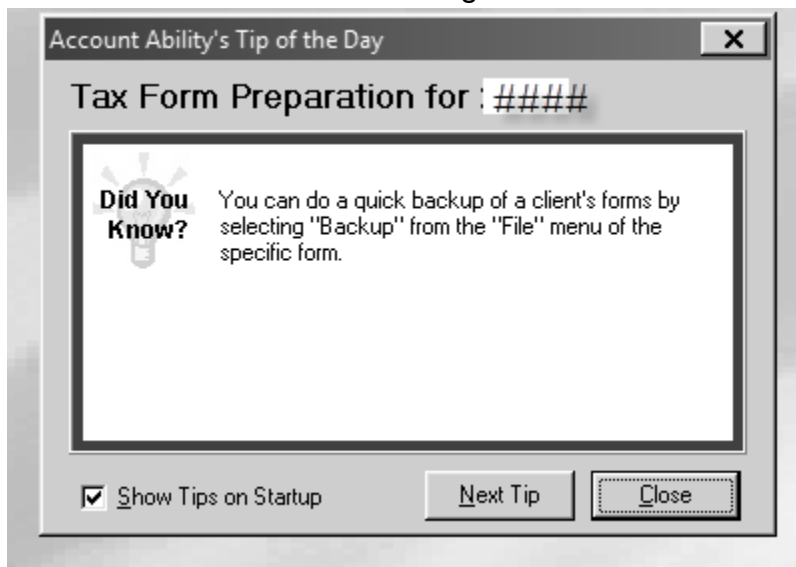 Account Ability's Tip of the Day
Tax Form Preparation for : ####
Did You
Know?
You can do a quick backup of a client's forms by
selecting "Backup" from the "File" menu of the
specific form.
Show Tips on Startup
Next Tip
Close